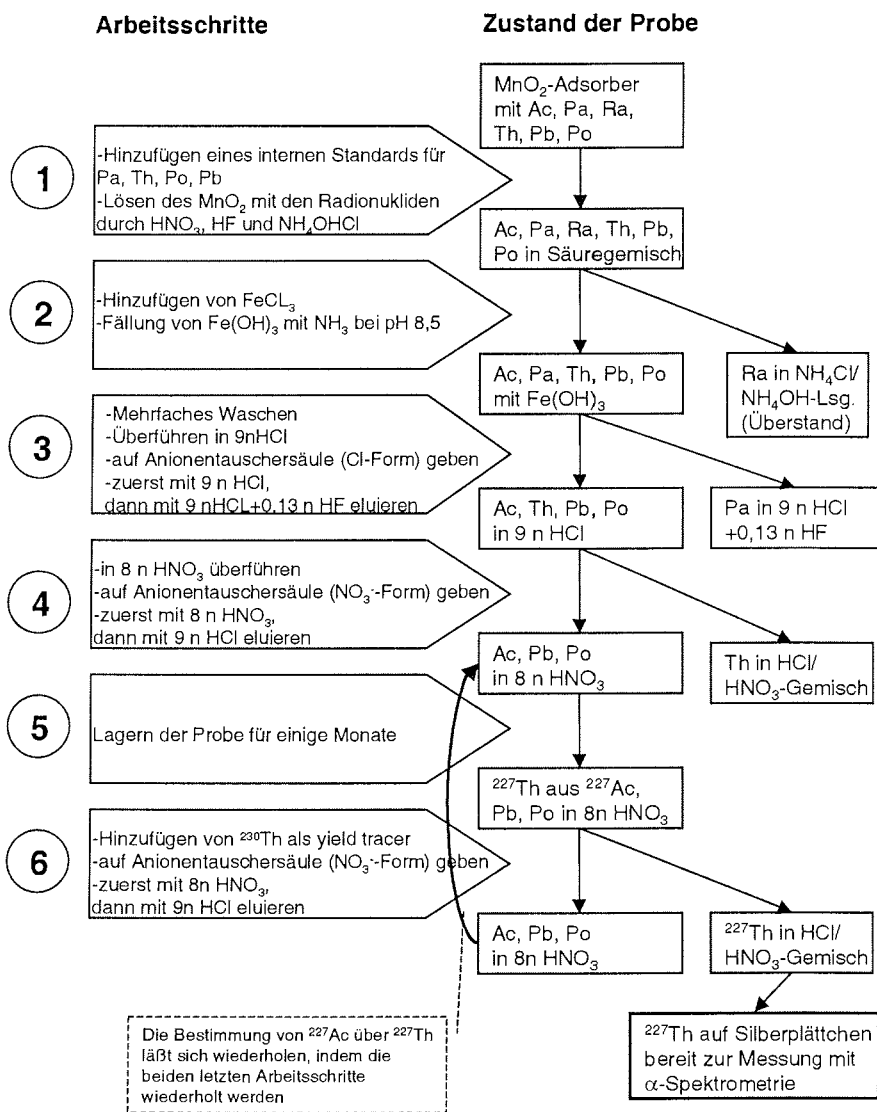 Arbeitsschritte
Zustand der Probe
MnO₂-Adsorber
mit Ac, Pa, Ra,
Th, Pb, Po
1
-Hinzufügen eines internen Standards für
Pa, Th, Po, Pb
-Lösen des MnO₂ mit den Radionukliden
durch HNO₃, HF und NH₄OHCl
Ac, Pa, Ra, Th, Pb,
Po in Säuregemisch
2
-Hinzufügen von FeCL₃
-Fällung von Fe(OH)₃ mit NH₃ bei pH 8,5
Ac, Pa, Th, Pb, Po
mit Fe(OH)₃
Ra in NH₄Cl/
NH₄OH-Lsg.
(Überstand)
3
-Mehrfaches Waschen
-Überführen in 9nHCl
-auf Anionentauschersäule (Cl-Form) geben
-zuerst mit 9 n HCl,
dann mit 9 nHCL+0,13 n HF eluieren
Ac, Th, Pb, Po
in 9 n HCl
Pa in 9 n HCl
+0,13 n HF
4
-in 8 n HNO₃ überführen
-auf Anionentauschersäule (NO₃⁻-Form) geben
-zuerst mit 8 n HNO₃,
dann mit 9 n HCl eluieren
Ac, Pb, Po
in 8 n HNO₃
Th in HCl/
HNO₃-Gemisch
5
Lagern der Probe für einige Monate
²²⁷Th aus ²²⁷Ac,
Pb, Po in 8n HNO₃
6
-Hinzufügen von ²³⁰Th als yield tracer
-auf Anionentauschersäule (NO₃⁻-Form) geben
-zuerst mit 8n HNO₃,
dann mit 9n HCl eluieren
Ac, Pb, Po
in 8n HNO₃
²²⁷Th in HCl/
HNO₃-Gemisch
Die Bestimmung von ²²⁷Ac über ²²⁷Th
läßt sich wiederholen, indem die
beiden letzten Arbeitsschritte
wiederholt werden
²²⁷Th auf Silberplättchen
bereit zur Messung mit
α-Spektrometrie